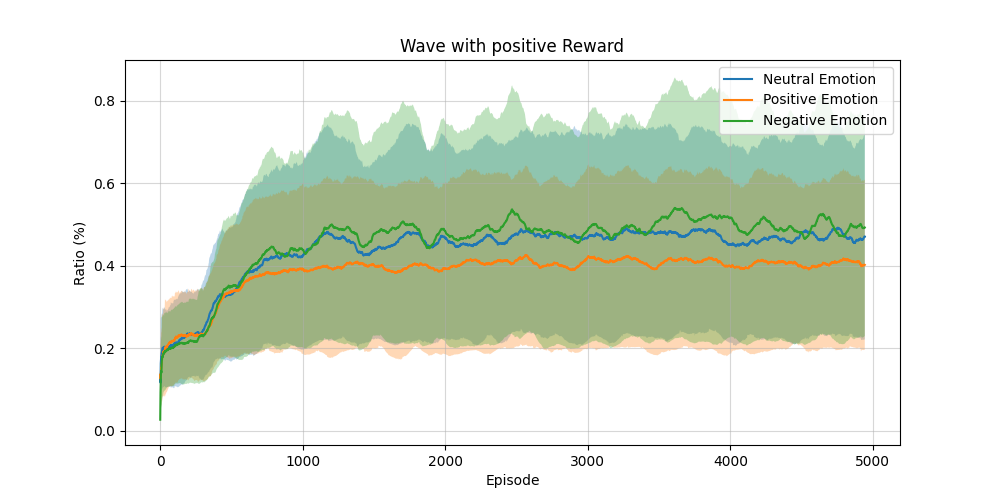 Wave with positive Reward
Neutral Emotion
Positive Emotion
Negative Emotion
Ratio (%)
0.8
0.6
0.4
0.2
0.0
0 1000 2000 3000 4000 5000
Episode